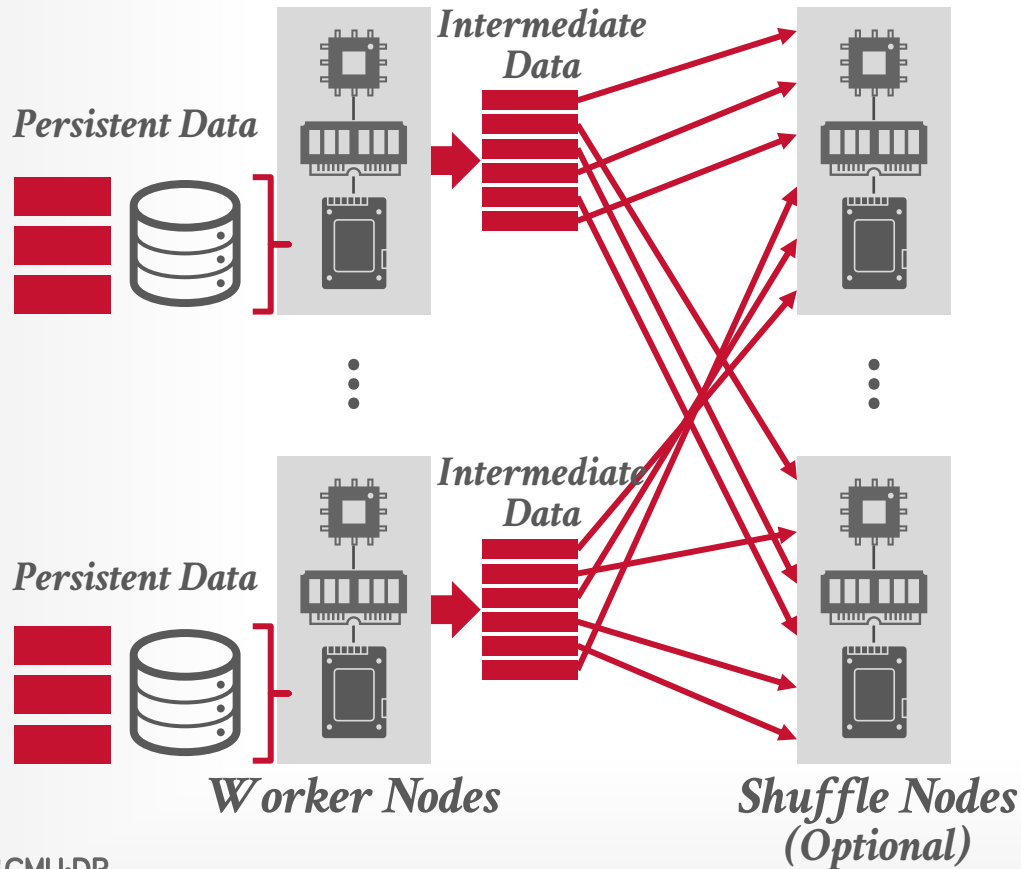 Intermediate
Data
Persistent Data
Intermediate
Data
Persistent Data
Worker Nodes
Shuffle Nodes
(Optional)